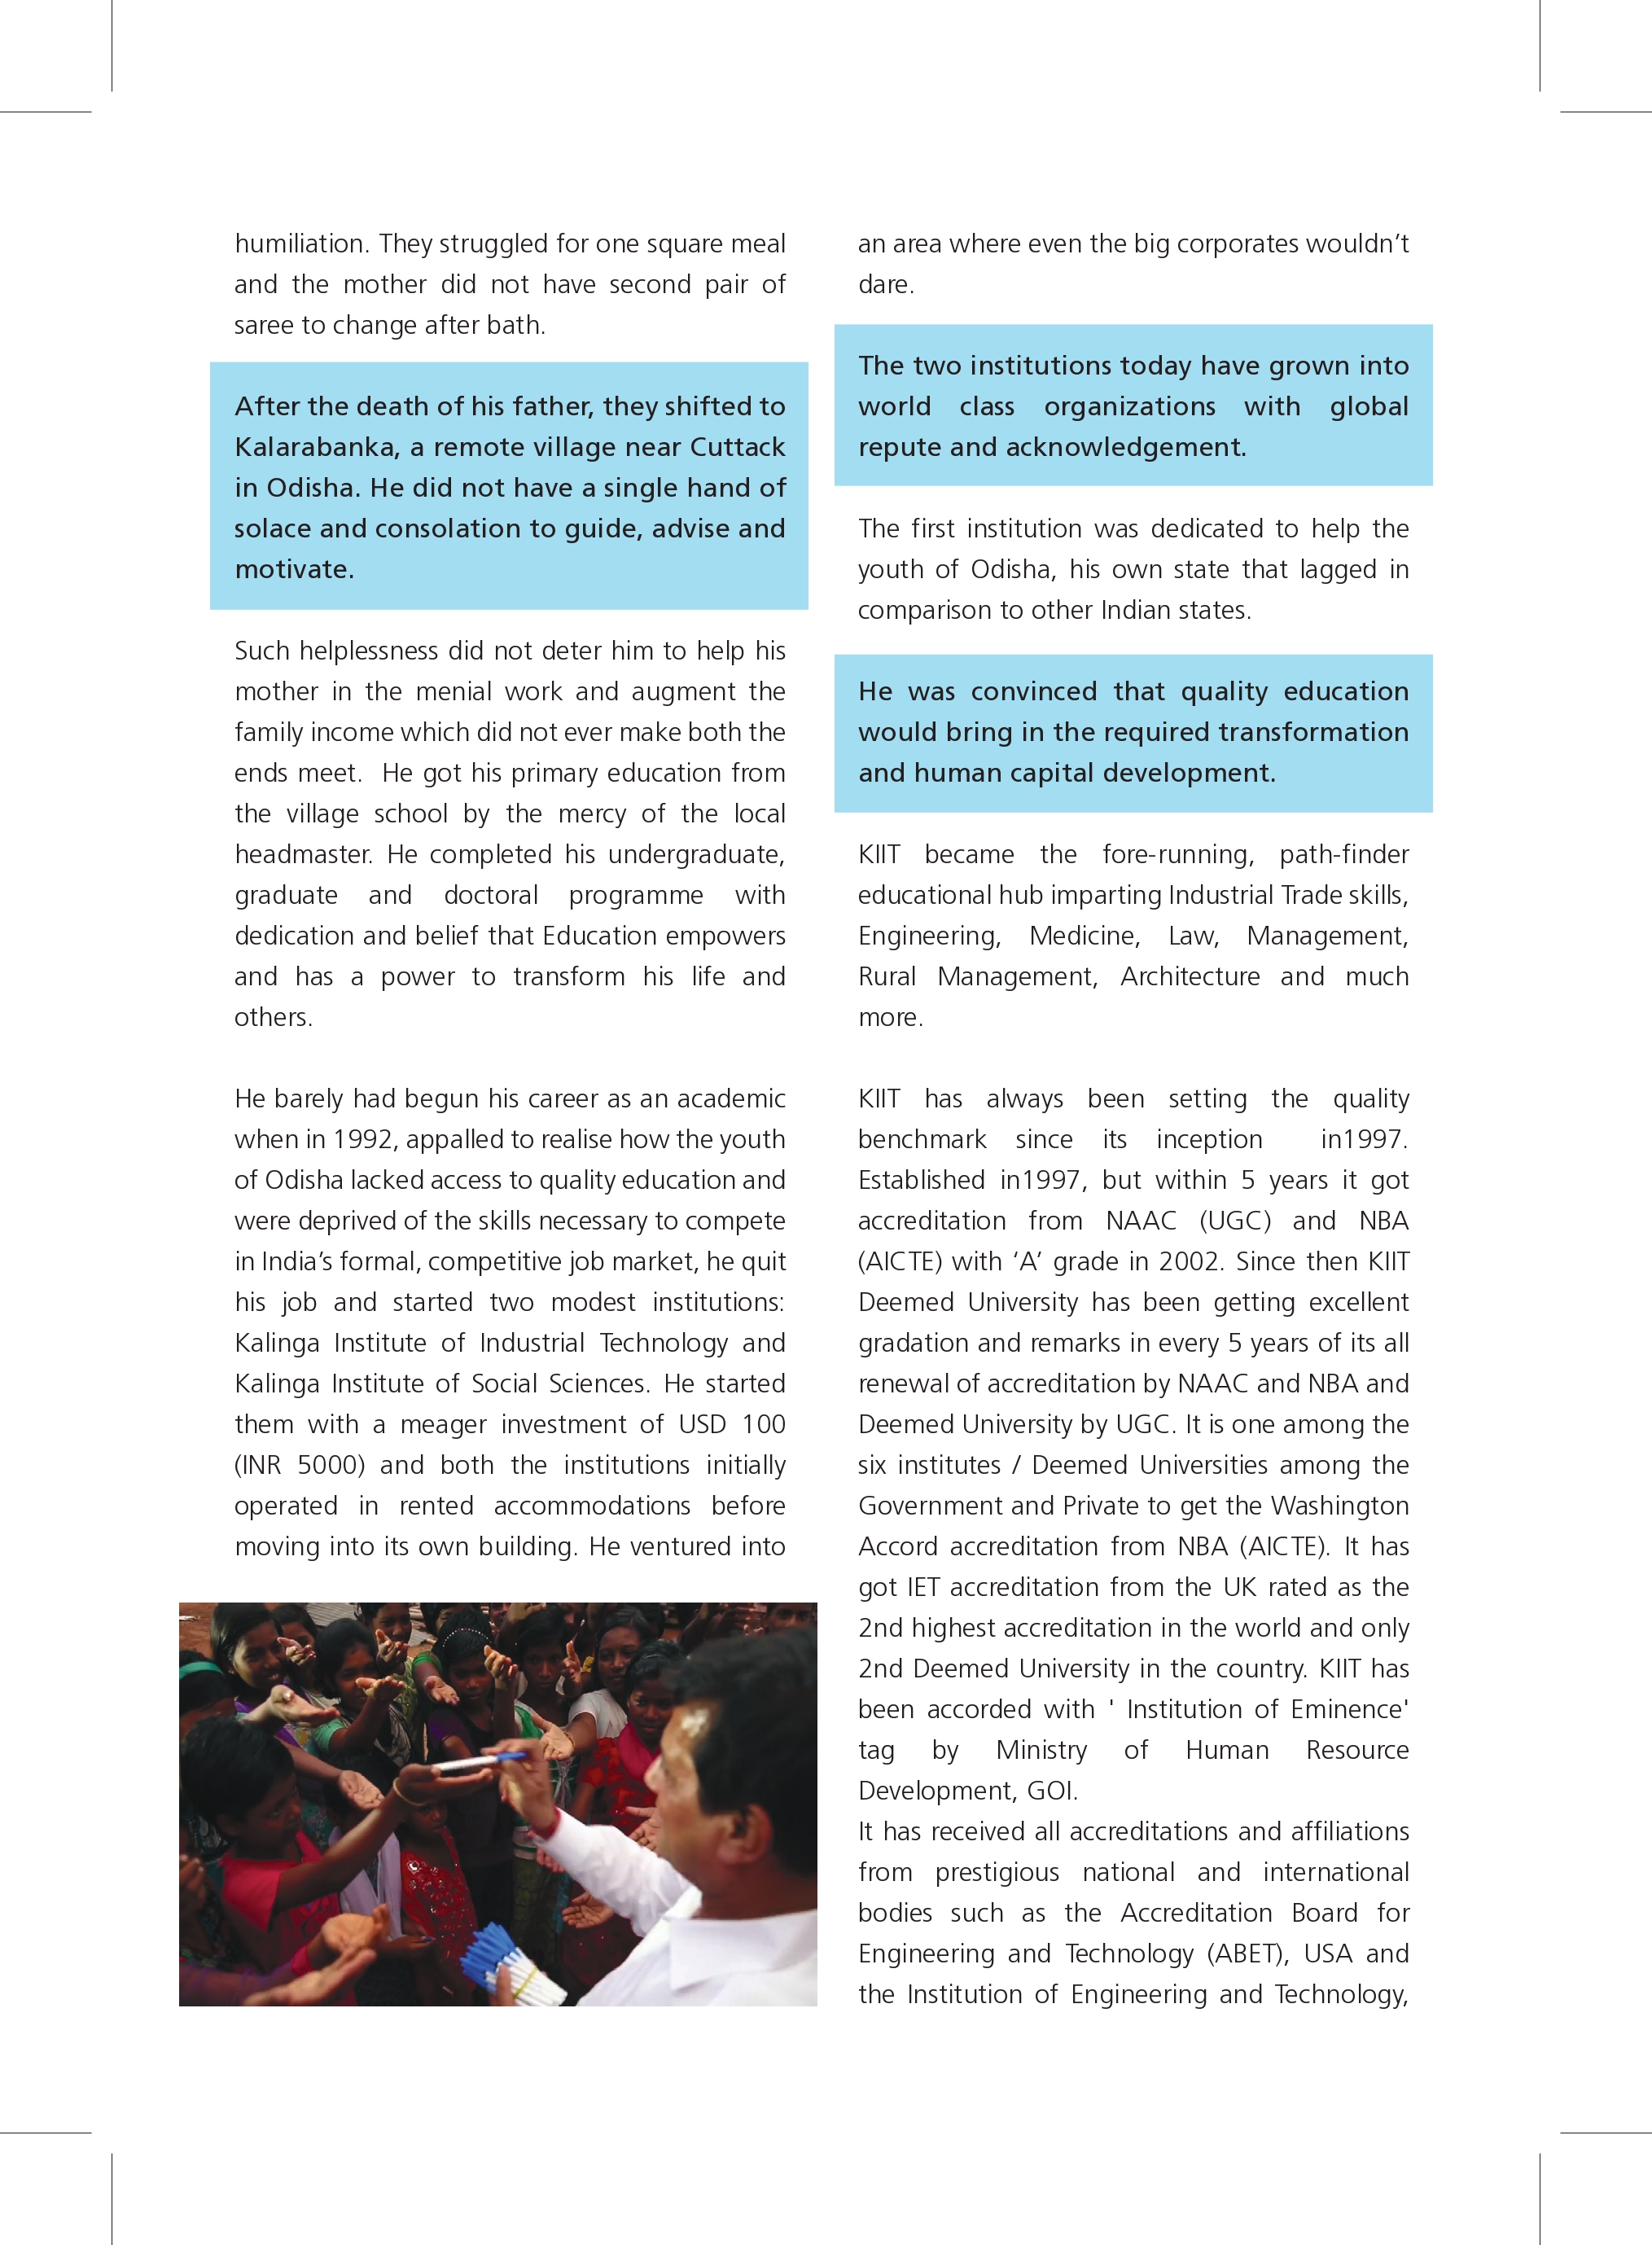 humiliation. They struggled for one square meal
and the mother did not have second pair of
saree to change after bath.
After the death of his father, they shifted to
Kalarabanka, a remote village near Cuttack
in Odisha. He did not have a single hand of
solace and consolation to guide, advise and
motivate.
Such helplessness did not deter him to help his
mother in the menial work and augment the
family income which did not ever make both the
ends meet.  He got his primary education from
the village school by the mercy of the local
headmaster. He completed his undergraduate,
graduate and doctoral programme with
dedication and belief that Education empowers
and has a power to transform his life and
others.
He barely had begun his career as an academic
when in 1992, appalled to realise how the youth
of Odisha lacked access to quality education and
were deprived of the skills necessary to compete
in India’s formal, competitive job market, he quit
his job and started two modest institutions:
Kalinga Institute of Industrial Technology and
Kalinga Institute of Social Sciences. He started
them with a meager investment of USD 100
(INR 5000) and both the institutions initially
operated in rented accommodations before
moving into its own building. He ventured into
an area where even the big corporates wouldn’t
dare.
The two institutions today have grown into
world class organizations with global
repute and acknowledgement.
The first institution was dedicated to help the
youth of Odisha, his own state that lagged in
comparison to other Indian states.
He was convinced that quality education
would bring in the required transformation
and human capital development.
KIIT became the fore-running, path-finder
educational hub imparting Industrial Trade skills,
Engineering, Medicine, Law, Management,
Rural Management, Architecture and much
more.
KIIT has always been setting the quality
benchmark since its inception  in1997.
Established in1997, but within 5 years it got
accreditation from NAAC (UGC) and NBA
(AICTE) with ‘A’ grade in 2002. Since then KIIT
Deemed University has been getting excellent
gradation and remarks in every 5 years of its all
renewal of accreditation by NAAC and NBA and
Deemed University by UGC. It is one among the
six institutes / Deemed Universities among the
Government and Private to get the Washington
Accord accreditation from NBA (AICTE). It has
got IET accreditation from the UK rated as the
2nd highest accreditation in the world and only
2nd Deemed University in the country. KIIT has
been accorded with ' Institution of Eminence'
tag by Ministry of Human Resource
Development, GOI.
It has received all accreditations and affiliations
from prestigious national and international
bodies such as the Accreditation Board for
Engineering and Technology (ABET), USA and
the Institution of Engineering and Technology,